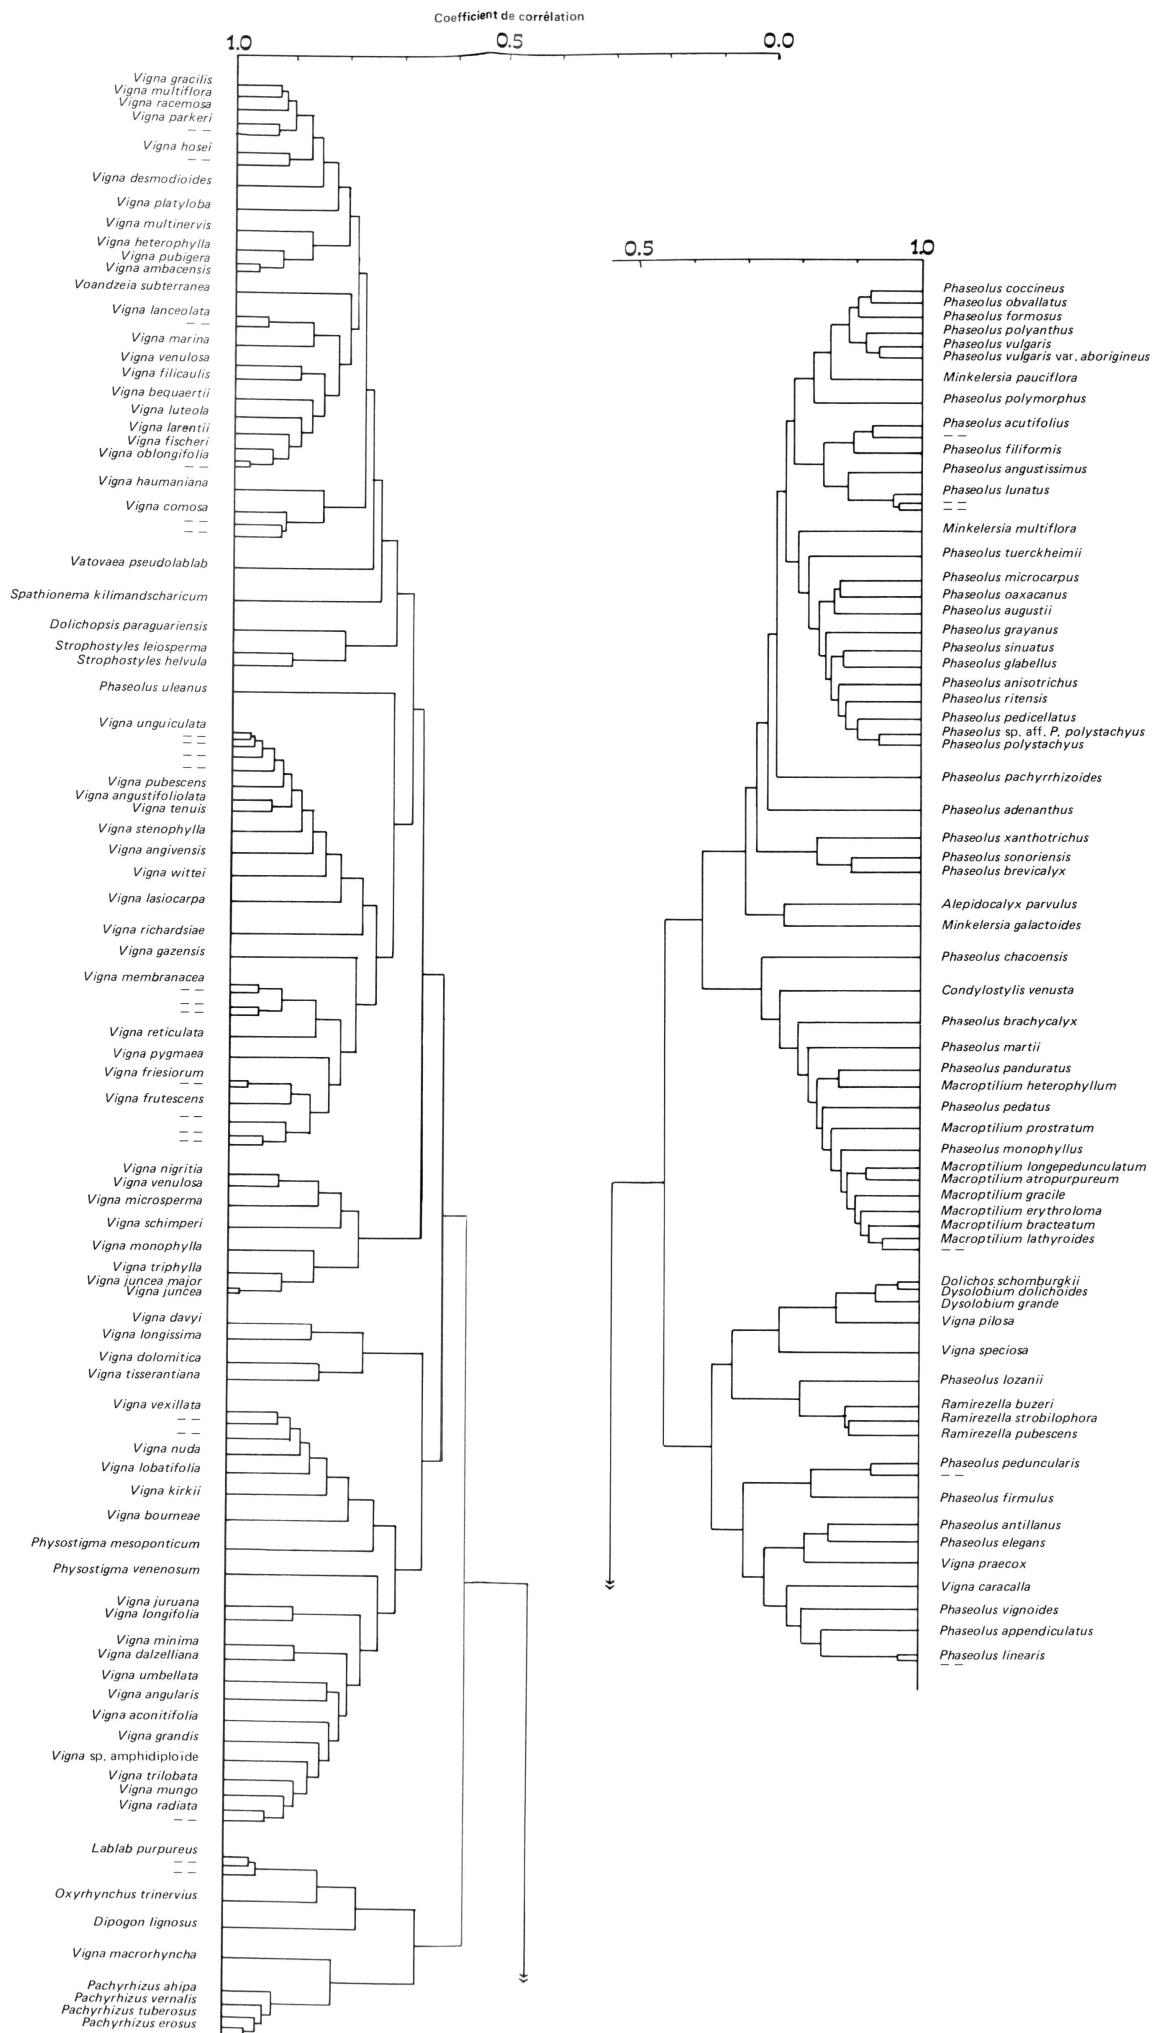 Coefficient de corrélation
1.0 0.5 0.0
Vigna gracilis
Vigna multiflora
Vigna racemosa
Vigna parkeri
— —
Vigna hosei
— —
Vigna desmodioides
Vigna platyloba
Vigna multinervis
Vigna heterophylla
Vigna pubigera
Vigna ambacensis
Voandzeia subterranea
Vigna lanceolata
— —
Vigna marina
Vigna venulosa
Vigna filicaulis
Vigna bequaertii
Vigna luteola
Vigna larentii
Vigna fischeri
Vigna oblongifolia
— —
Vigna haumaniana
Vigna comosa
— —
— —
Vatovaea pseudolablab
Spathionema kilimandscharicum
Dolichopsis paraguariensis
Strophostyles leiosperma
Strophostyles helvula
Phaseolus uleanus
Vigna unguiculata
— —
— —
— —
— —
Vigna pubescens
Vigna angustifoliolata
Vigna tenuis
Vigna stenophylla
Vigna angivensis
Vigna wittei
Vigna lasiocarpa
Vigna richardsiae
Vigna gazensis
Vigna membranacea
— —
— —
— —
Vigna reticulata
Vigna pygmaea
Vigna friesiorum
— —
Vigna frutescens
— —
— —
— —
Vigna nigritia
Vigna venulosa
Vigna microsperma
Vigna schimperi
Vigna monophylla
Vigna triphylla
Vigna juncea major
Vigna juncea
Vigna davyi
Vigna longissima
Vigna dolomitica
Vigna tisserantiana
Vigna vexillata
— —
— —
Vigna nuda
Vigna lobatifolia
Vigna kirkii
Vigna bourneae
Physostigma mesoponticum
Physostigma venenosum
Vigna juruana
Vigna longifolia
Vigna minima
Vigna dalzelliana
Vigna umbellata
Vigna angularis
Vigna aconitifolia
Vigna grandis
Vigna sp. amphidiploïde
Vigna trilobata
Vigna mungo
Vigna radiata
— —
Lablab purpureus
— —
— —
Oxyrhynchus trinervius
Dipogon lignosus
Vigna macrorhyncha
Pachyrhizus ahipa
Pachyrhizus vernalis
Pachyrhizus tuberosus
Pachyrhizus erosus
0.5 1.0
Phaseolus coccineus
Phaseolus obvallatus
Phaseolus formosus
Phaseolus polyanthus
Phaseolus vulgaris
Phaseolus vulgaris var. aborigineus
Minkelersia pauciflora
Phaseolus polymorphus
Phaseolus acutifolius
— —
Phaseolus filiformis
Phaseolus angustissimus
Phaseolus lunatus
— —
— —
Minkelersia multiflora
Phaseolus tuerckheimii
Phaseolus microcarpus
Phaseolus oaxacanus
Phaseolus augustii
Phaseolus grayanus
Phaseolus sinuatus
Phaseolus glabellus
Phaseolus anisotrichus
Phaseolus ritensis
Phaseolus pedicellatus
Phaseolus sp. aff. P. polystachyus
Phaseolus polystachyus
Phaseolus pachyrrhizoides
Phaseolus adenanthus
Phaseolus xanthotrichus
Phaseolus sonoriensis
Phaseolus brevicalyx
Alepidocalyx parvulus
Minkelersia galactoides
Phaseolus chacoensis
Condylostylis venusta
Phaseolus brachycalyx
Phaseolus martii
Phaseolus panduratus
Macroptilium heterophyllum
Phaseolus pedatus
Macroptilium prostratum
Phaseolus monophyllus
Macroptilium longepedunculatum
Macroptilium atropurpureum
Macroptilium gracile
Macroptilium erythroloma
Macroptilium bracteatum
Macroptilium lathyroides
— —
Dolichos schomburgkii
Dysolobium dolichoides
Dysolobium grande
Vigna pilosa
Vigna speciosa
Phaseolus lozanii
Ramirezella buzeri
Ramirezella strobilophora
Ramirezella pubescens
Phaseolus peduncularis
— —
Phaseolus firmulus
Phaseolus antillanus
Phaseolus elegans
Vigna praecox
Vigna caracalla
Phaseolus vignoides
Phaseolus appendiculatus
Phaseolus linearis
— —